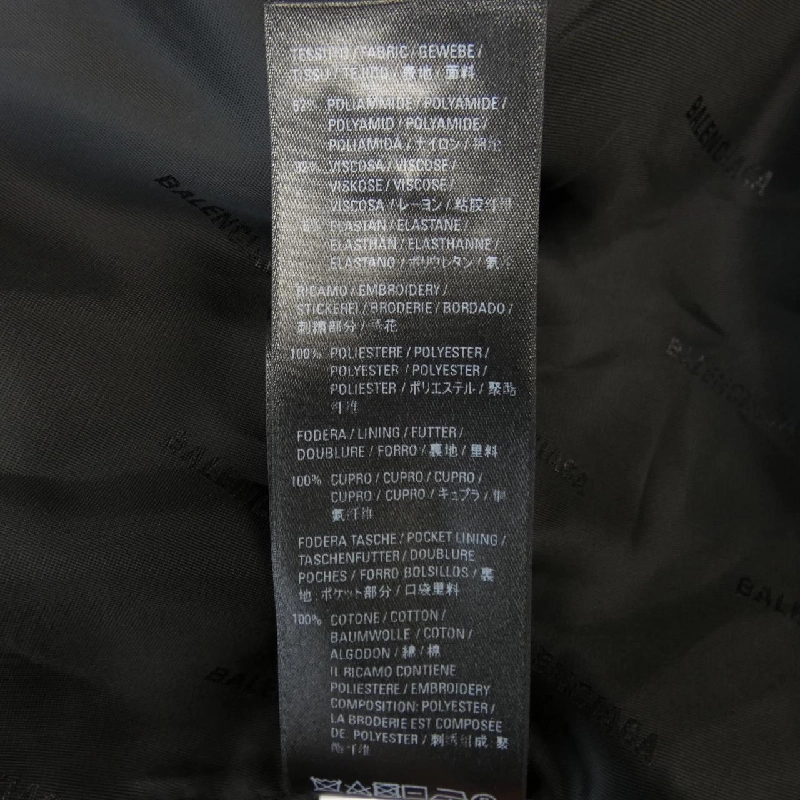 TESSUTO / FABRIC / GEWEBE /
TISSU / TEJIDO / 裏地 / 面料
POLIAMMIDE / POLYAMIDE /
POLYAMID / POLYAMIDE /
POLIAMIDA / ナイロン / 锦纶
VISCOSA / VISCOSE /
VISKOSE / VISCOSE /
VISCOSA / レーヨン / 粘胶纤维
ELASTAN / ELASTANE /
ELASTHAN / ELASTHANNE /
ELASTANO / ポリウレタン / 氨纶
RICAMO / EMBROIDERY /
STICKEREI / BRODERIE / BORDADO /
刺繍部分 / 绣花
100% POLIESTERE / POLYESTER /
POLYESTER / POLYESTER /
POLIESTER / ポリエステル / 聚酯
纤维
FODERA / LINING / FUTTER /
DOUBLURE / FORRO / 裏地 / 里料
100% CUPRO / CUPRO / CUPRO /
CUPRO / CUPRO / キュプラ / 铜
氨纤维
FODERA TASCHE / POCKET LINING /
TASCHENFUTTER / DOUBLURE
POCHES / FORRO BOLSILLOS / 裏
地:ポケット部分 / 口袋里料
100% COTONE / COTTON /
BAUMWOLLE / COTON /
ALGODON / 綿 / 棉
IL RICAMO CONTIENE
POLIESTERE / EMBROIDERY
COMPOSITION: POLYESTER /
LA BRODERIE EST COMPOSÉE
DE POLYESTER / 刺绣组成:聚
酯纤维
BALENCIAGA
BALENCIAGA
BALENCIAGA
BALENCIAGA